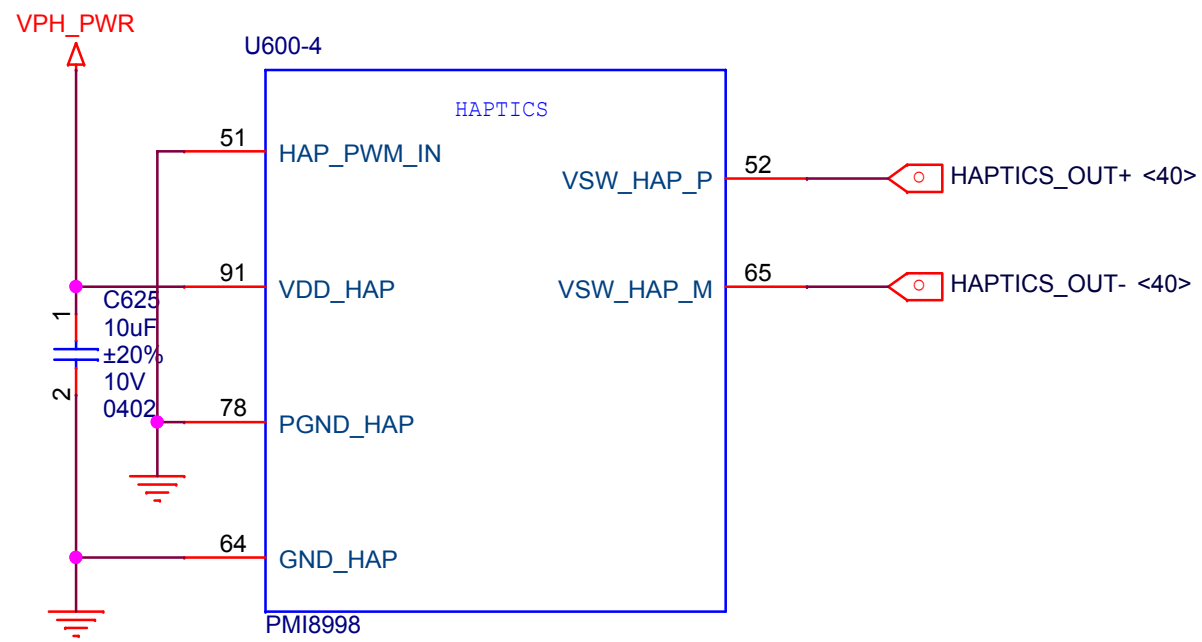 VPH_PWR
U600-4
HAPTICS
51
HAP_PWM_IN
52
VSW_HAP_P
HAPTICS_OUT+ <40>
91
VDD_HAP
65
VSW_HAP_M
HAPTICS_OUT- <40>
1
C625
10uF
±20%
10V
0402
2
78
PGND_HAP
64
GND_HAP
PMI8998